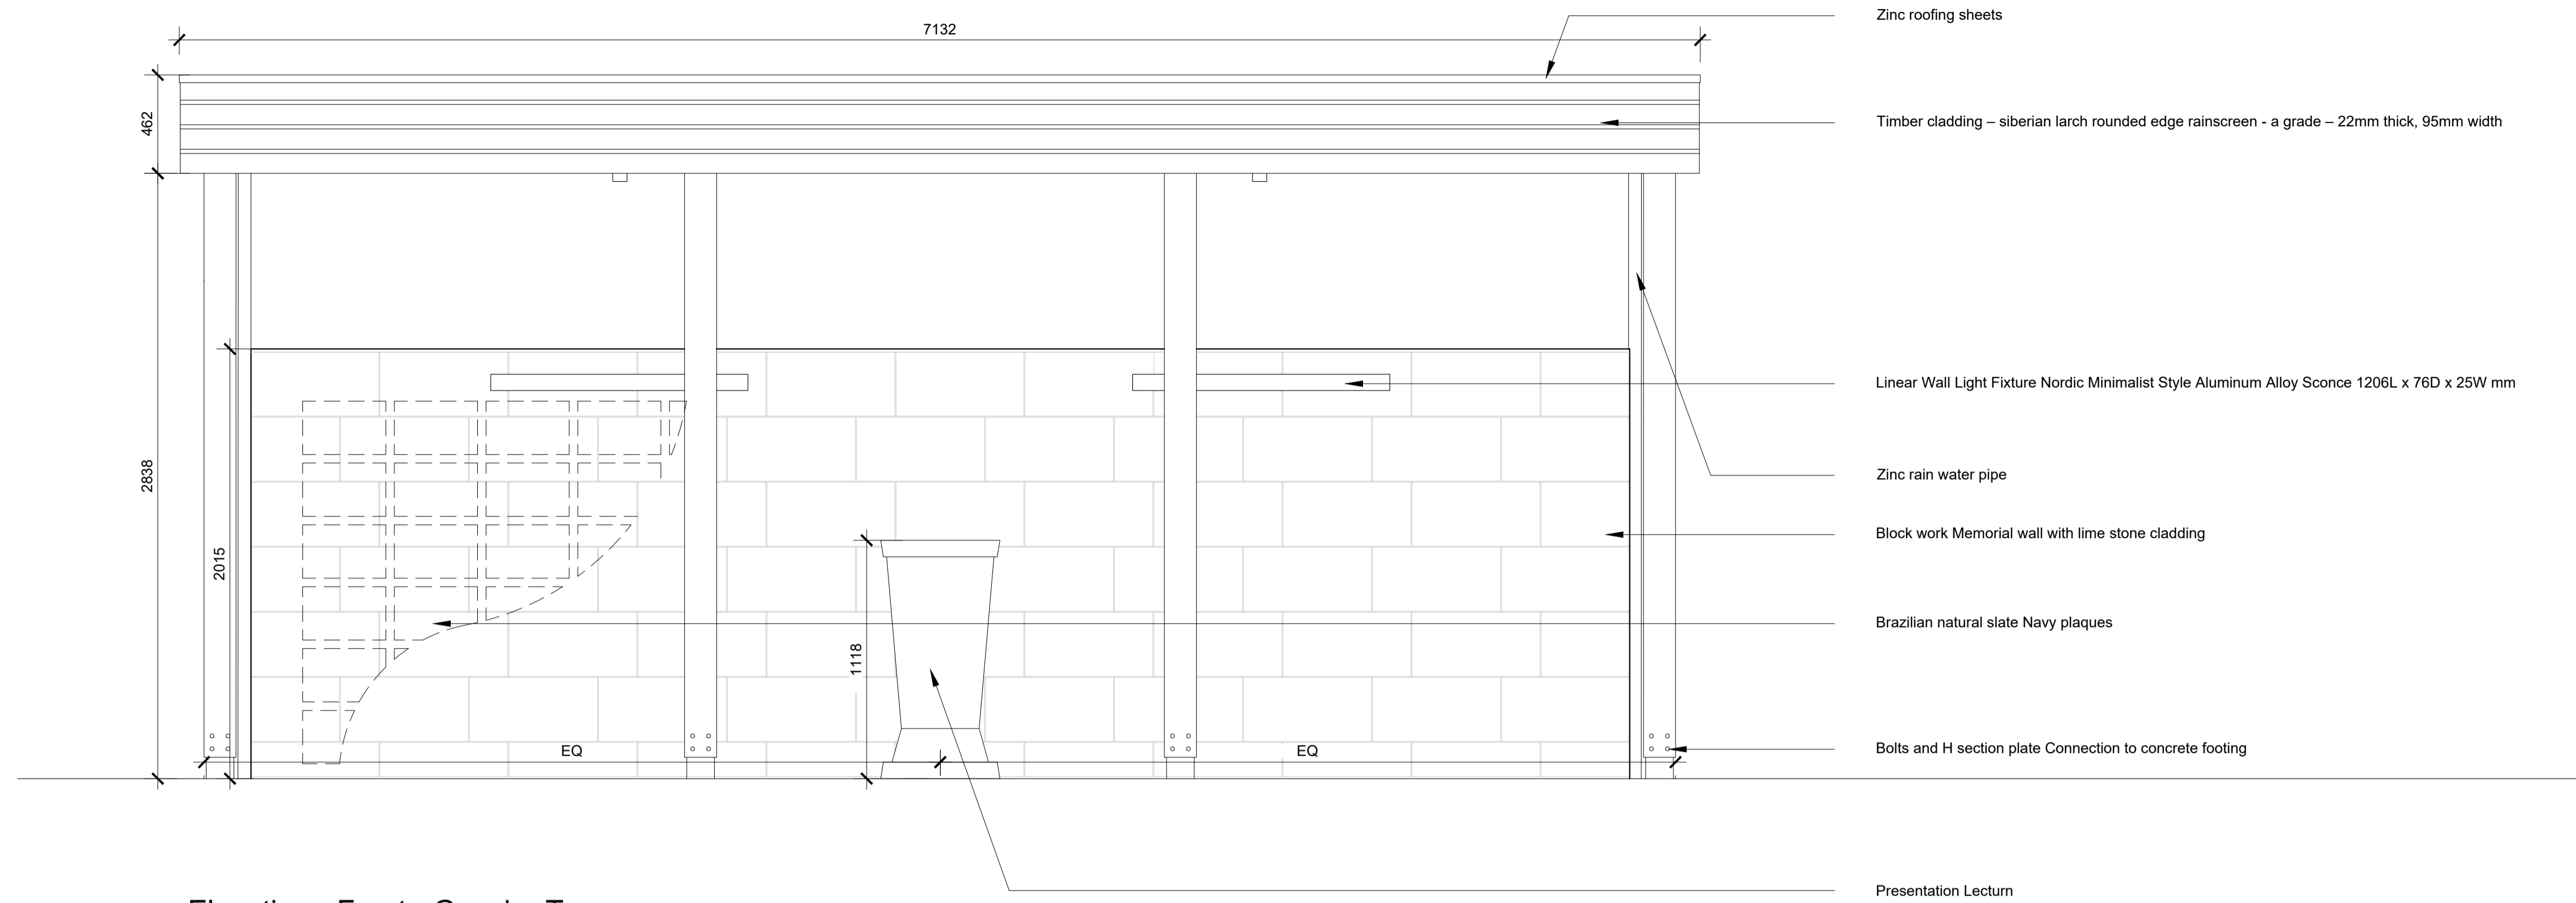 Zinc roofing sheets
7132
462
Timber cladding – siberian larch rounded edge rainscreen - a grade – 22mm thick, 95mm width
Linear Wall Light Fixture Nordic Minimalist Style Aluminum Alloy Sconce 1206L x 76D x 25W mm
2838
Zinc rain water pipe
2015
Block work Memorial wall with lime stone cladding
Brazilian natural slate Navy plaques
1118
EQ
EQ
Bolts and H section plate Connection to concrete footing
Presentation Lecturn